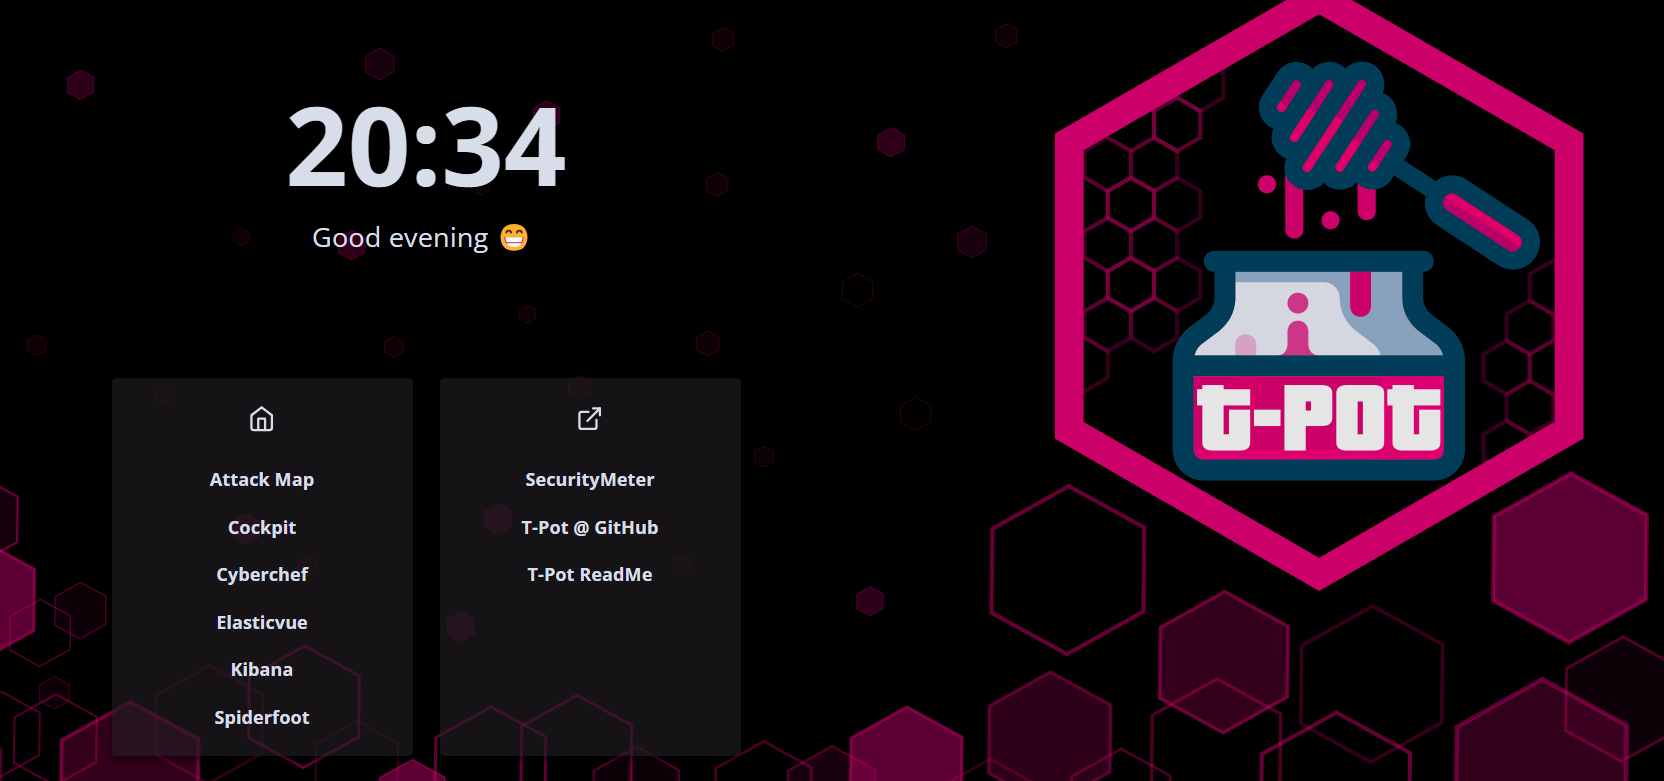 20:34
Good evening 😁
Attack Map
Cockpit
Cyberchef
Elasticvue
Kibana
Spiderfoot
SecurityMeter
T-Pot @ GitHub
T-Pot ReadMe
t-pot